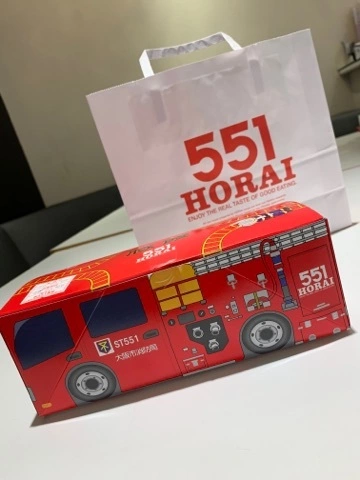 551
HORAI
ENJOY THE REAL TASTE OF GOOD EATING.
551
HORAI
551
HORAI
ST551
大阪市消防局